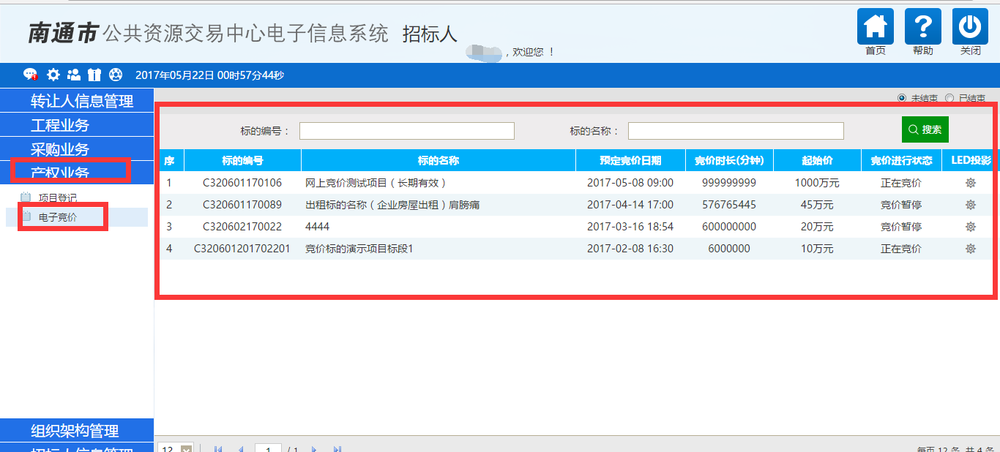 南通市公共资源交易中心电子信息系统 招标人
，欢迎您 ！
首页 帮助 关闭
2017年05月22日 00时57分44秒
转让人信息管理
工程业务
采购业务
产权业务
项目登记
电子竞价
组织架构管理
招标人信息管理
未结束 已结束
标的编号： 标的名称： 搜索
序 标的编号 标的名称 预定竞价日期 竞价时长(分钟) 起始价 竞价进行状态 LED投影
1 C320601170106 网上竞价测试项目（长期有效） 2017-05-08 09:00 999999999 1000万元 正在竞价
2 C320601170089 出租标的名称（企业房屋出租）肩膀痛 2017-04-14 17:00 576765445 45万元 竞价暂停
3 C320602170022 4444 2017-03-16 18:54 600000000 20万元 竞价暂停
4 C320601201702201 竞价标的演示项目标段1 2017-02-08 16:30 6000000 10万元 正在竞价
12 1 / 1 每页 12 条, 共 4 条